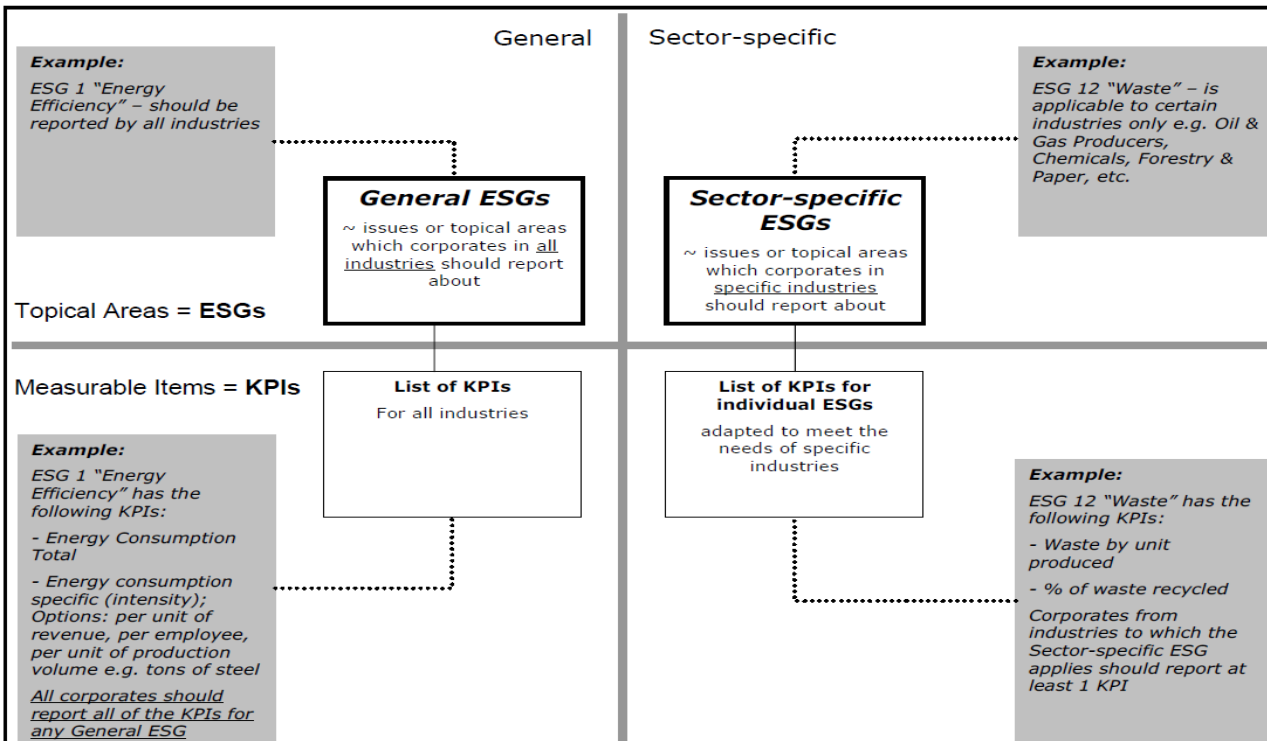 General
Sector-specific
Example:
ESG 1 “Energy
Efficiency” – should be
reported by all industries
Example:
ESG 12 “Waste” – is
applicable to certain
industries only e.g. Oil &
Gas Producers,
Chemicals, Forestry &
Paper, etc.
General ESGs
~ issues or topical areas
which corporates in all
industries should report
about
Sector-specific
ESGs
~ issues or topical areas
which corporates in
specific industries
should report about
Topical Areas = ESGs
Measurable Items = KPIs
List of KPIs
For all industries
List of KPIs for
individual ESGs
adapted to meet the
needs of specific
industries
Example:
ESG 1 “Energy
Efficiency” has the
following KPIs:
- Energy Consumption
Total
- Energy consumption
specific (intensity);
Options: per unit of
revenue, per employee,
per unit of production
volume e.g. tons of steel
All corporates should
report all of the KPIs for
any General ESG
Example:
ESG 12 “Waste” has the
following KPIs:
- Waste by unit
produced
- % of waste recycled
Corporates from
industries to which the
Sector-specific ESG
applies should report at
least 1 KPI